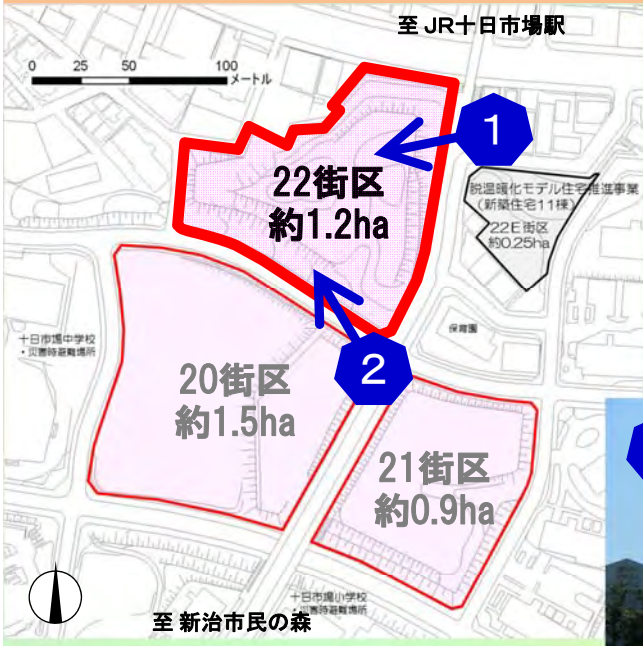 至 JR十日市場駅
0 25 50 100
メートル
1
22街区
約1.2ha
脱温暖化モデル住宅推進事業
(新築住宅11棟)
22E街区
約0.25ha
十日市場中学校
・災害時避難場所
保育園
2
20街区
約1.5ha
21街区
約0.9ha
十日市場小学校
・災害時避難場所
至 新治市民の森